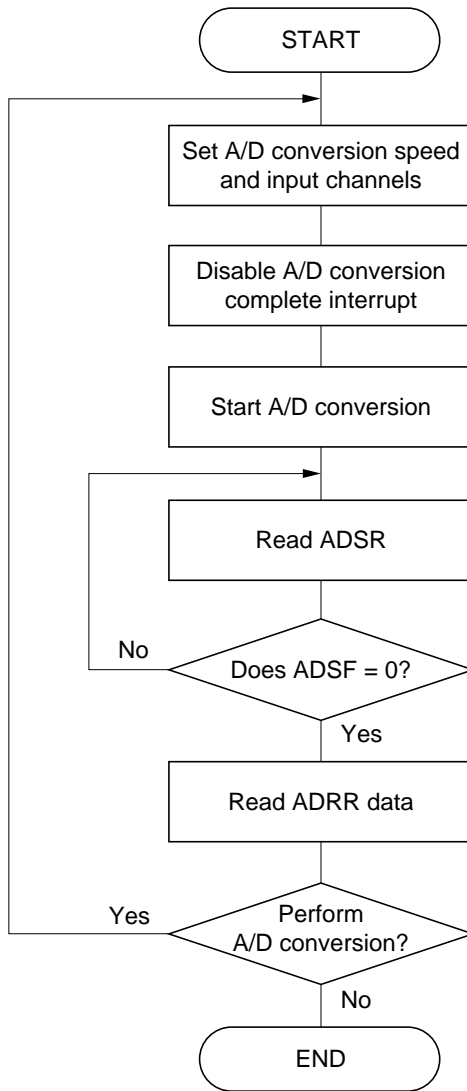 START
Set A/D conversion speed
and input channels
Disable A/D conversion
complete interrupt
Start A/D conversion
Read ADSR
No
Does ADSF = 0?
Yes
Read ADRR data
Yes
Perform
A/D conversion?
No
END